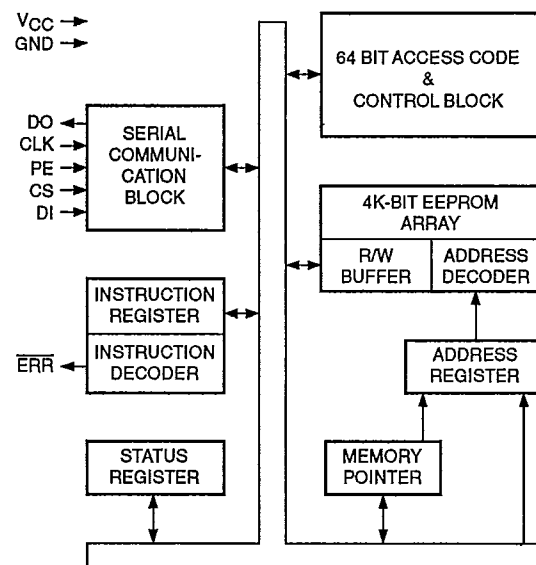 VCC
GND
DO
CLK
PE
CS
DI
SERIAL
COMMUNI-
CATION
BLOCK
64 BIT ACCESS CODE
&
CONTROL BLOCK
4K-BIT EEPROM
ARRAY
R/W
BUFFER
ADDRESS
DECODER
INSTRUCTION
REGISTER
INSTRUCTION
DECODER
ERR
ADDRESS
REGISTER
STATUS
REGISTER
MEMORY
POINTER